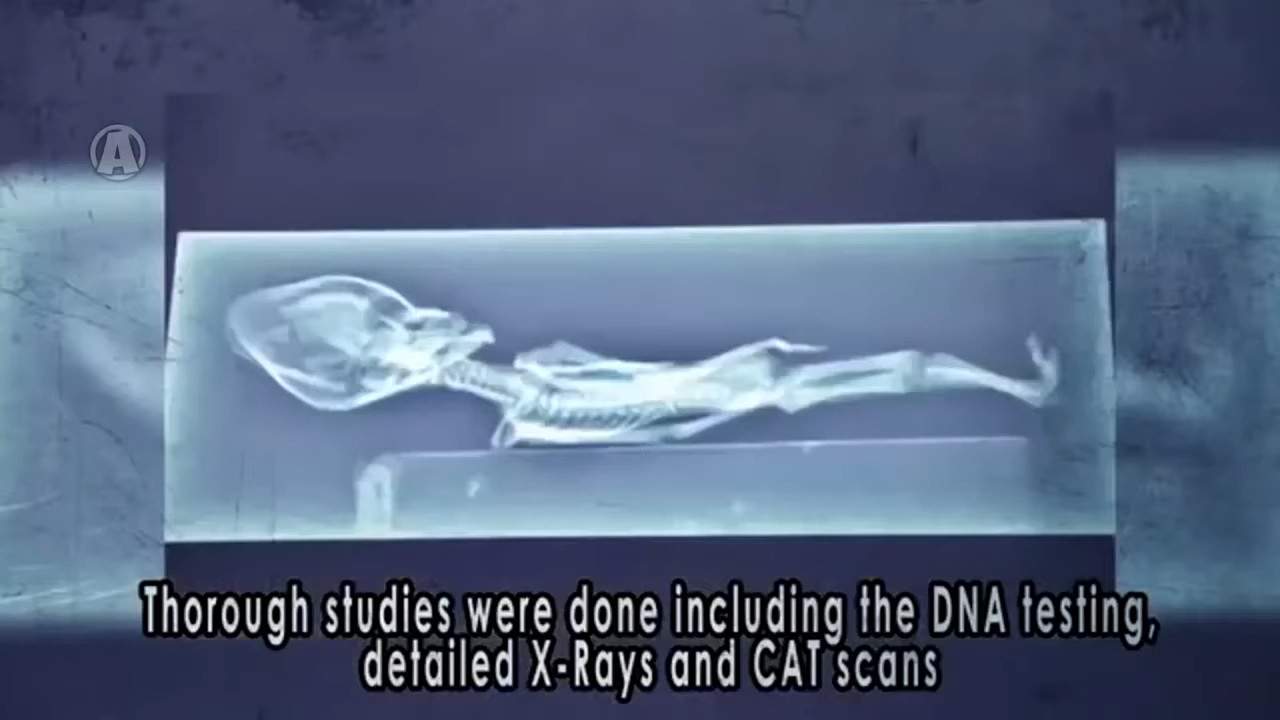 A
Thorough studies were done including the DNA testing,
detailed X-Rays and CAT scans